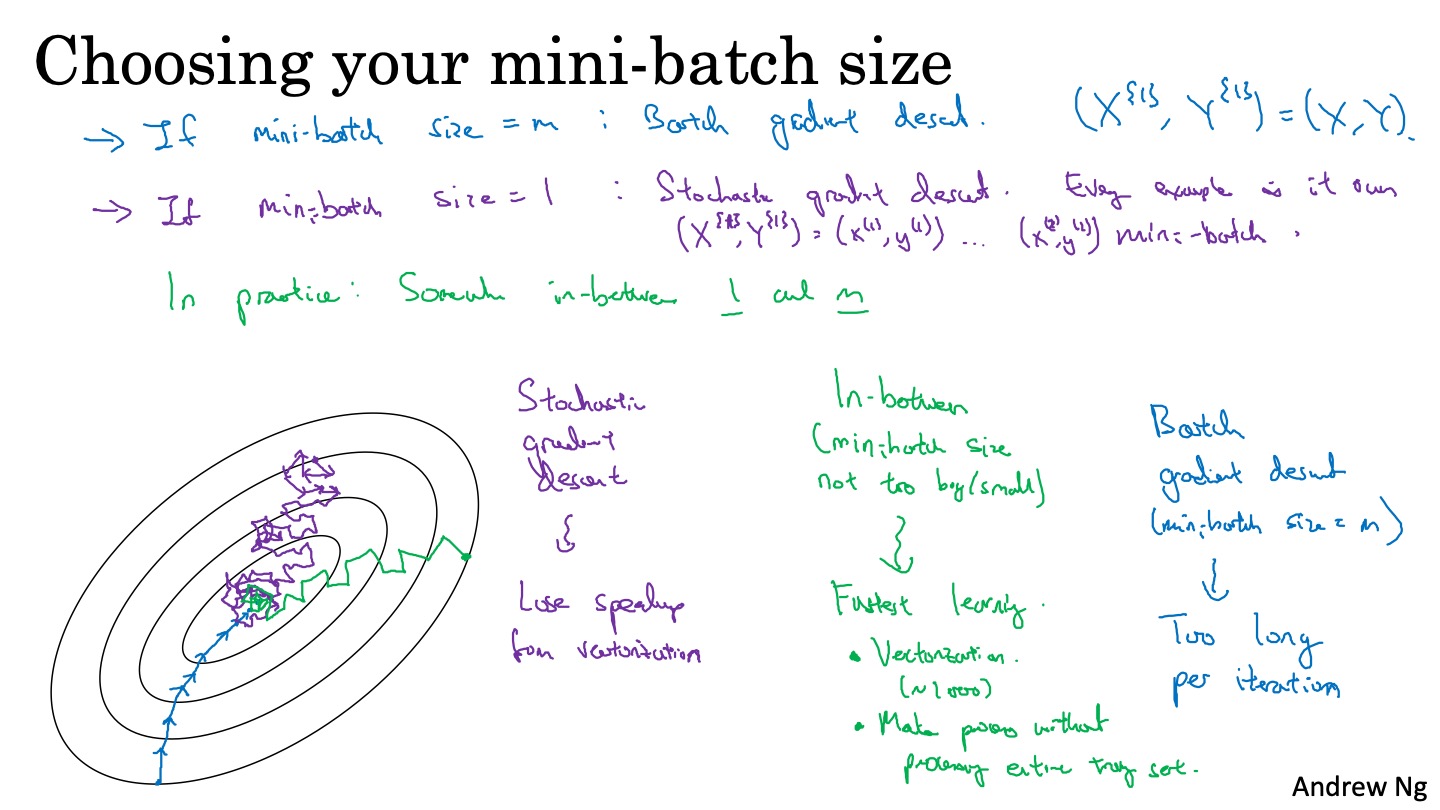 Choosing your mini-batch size
→ If mini-batch size = m : Batch gradient descent. (X^{1}, Y^{1}) = (X, Y).
→ If mini-batch size = 1 : Stochastic gradient descent. Every example is it own
(X^{1}, Y^{1}) = (x^(1), y^(1)) ... (x^(2), y^(2)) mini-batch.
In practice: Somewhere in-between 1 and m
Stochastic
gradient
descent
Lose speedup
from vectorization
In-between
(mini-batch size
not too big/small)
Fastest learning.
• Vectorization.
(~1000)
• Make progress without
processing entire training set.
Batch
gradient descent
(mini-batch size = m)
Too long
per iteration
Andrew Ng